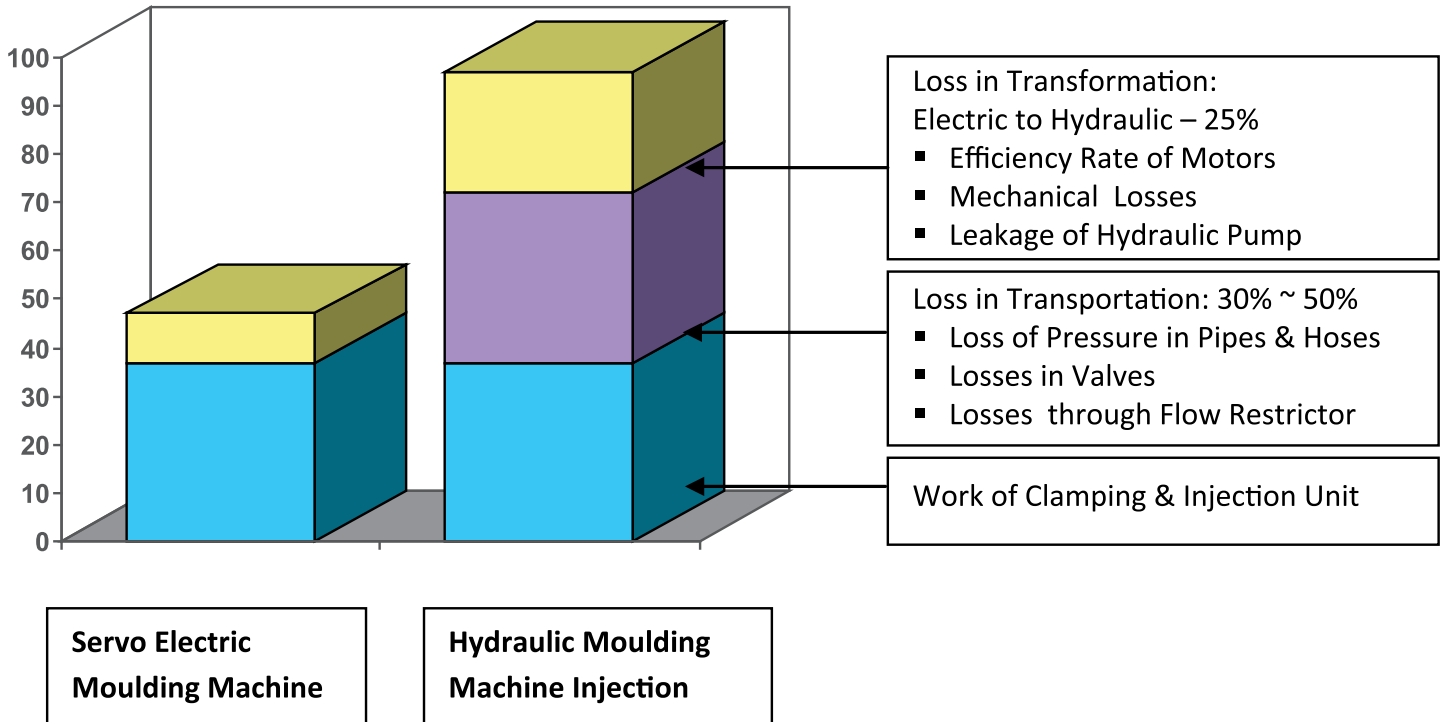 100
90
80
70
60
50
40
30
20
10
0
Loss in Transformation:
Electric to Hydraulic – 25%
▪ Efficiency Rate of Motors
▪ Mechanical Losses
▪ Leakage of Hydraulic Pump
Loss in Transportation: 30% ~ 50%
▪ Loss of Pressure in Pipes & Hoses
▪ Losses in Valves
▪ Losses through Flow Restrictor
Work of Clamping & Injection Unit
Servo Electric
Moulding Machine
Hydraulic Moulding
Machine Injection